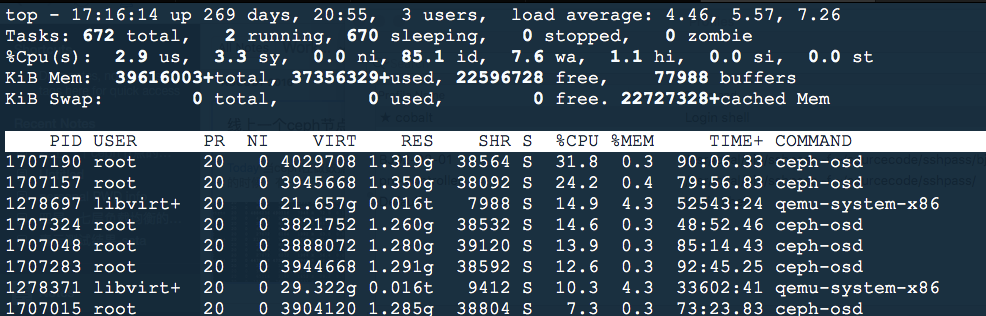 top - 17:16:14 up 269 days, 20:55,  3 users,  load average: 4.46, 5.57, 7.26
Tasks: 672 total,   2 running, 670 sleeping,   0 stopped,   0 zombie
%Cpu(s):  2.9 us,  3.3 sy,  0.0 ni, 85.1 id,  7.6 wa,  1.1 hi,  0.0 si,  0.0 st
KiB Mem:  39616003+total, 37356329+used, 22596728 free,    77988 buffers
KiB Swap:        0 total,        0 used,        0 free. 22727328+cached Mem
PID USER      PR  NI    VIRT    RES    SHR S  %CPU %MEM     TIME+ COMMAND
1707190 root      20   0 4029708 1.319g  38564 S  31.8  0.3  90:06.33 ceph-osd
1707157 root      20   0 3945668 1.350g  38092 S  24.2  0.4  79:56.83 ceph-osd
1278697 libvirt+  20   0 21.657g 0.016t   7988 S  14.9  4.3  52543:24 qemu-system-x86
1707324 root      20   0 3821752 1.260g  38532 S  14.6  0.3  48:52.46 ceph-osd
1707048 root      20   0 3888072 1.280g  39120 S  13.9  0.3  85:14.43 ceph-osd
1707283 root      20   0 3944668 1.291g  38592 S  12.6  0.3  92:45.25 ceph-osd
1278371 libvirt+  20   0 29.322g 0.016t   9412 S  10.3  4.3  33602:41 qemu-system-x86
1707015 root      20   0 3904120 1.285g  38804 S   7.3  0.3  73:23.83 ceph-osd